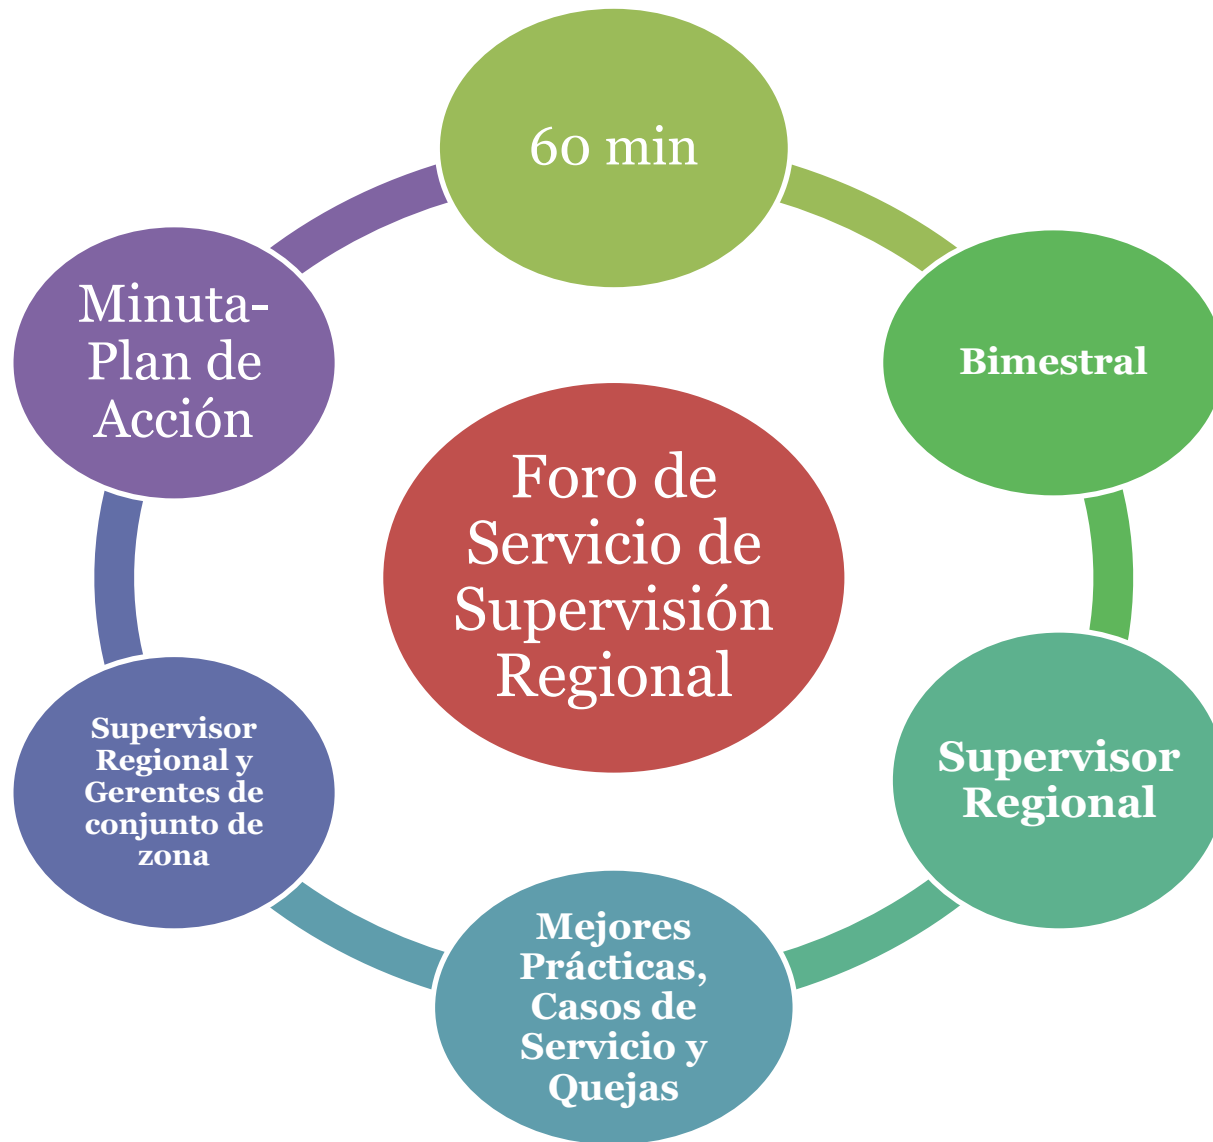 60 min
Bimestral
Supervisor
Regional
Mejores
Prácticas,
Casos de
Servicio y
Quejas
Supervisor
Regional y
Gerentes de
conjunto de
zona
Minuta-
Plan de
Acción
Foro de
Servicio de
Supervisión
Regional